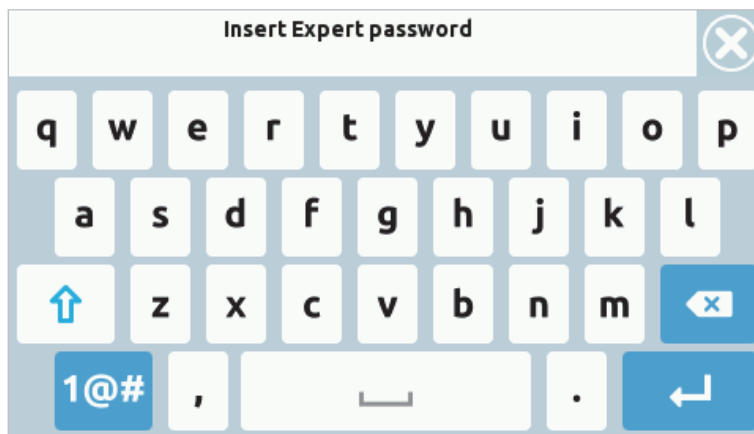 Insert Expert password
q w e r t y u i o p
a s d f g h j k l
z x c v b n m
1@# , .